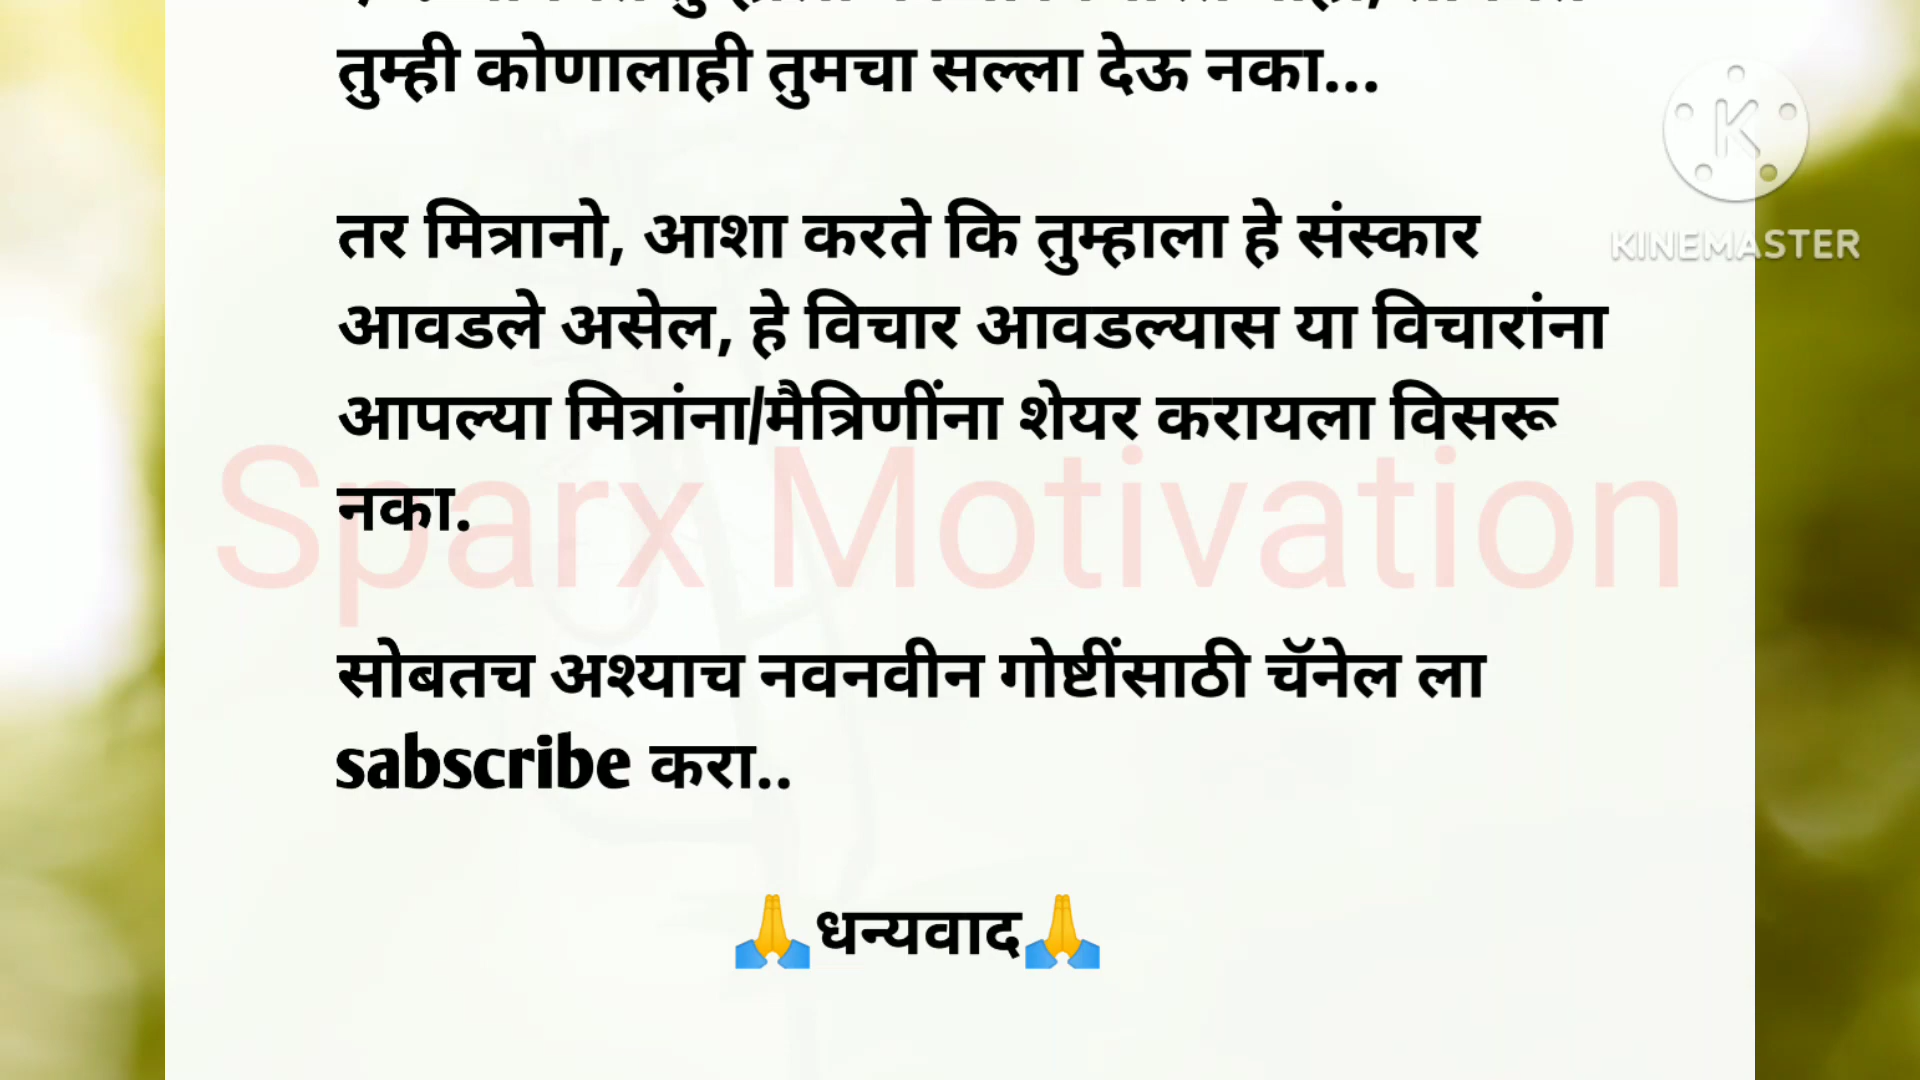 तुम्ही कोणालाही तुमचा सल्ला देऊ नका...
तर मित्रानो, आशा करते कि तुम्हाला हे संस्कार
आवडले असेल, हे विचार आवडल्यास या विचारांना
आपल्या मित्रांना/मैत्रिणींना शेयर करायला विसरू
नका.
Sparx Motivation
सोबतच अश्याच नवनवीन गोष्टींसाठी चॅनेल ला
sabscribe करा..
🙏धन्यवाद🙏
K
KINEMASTER